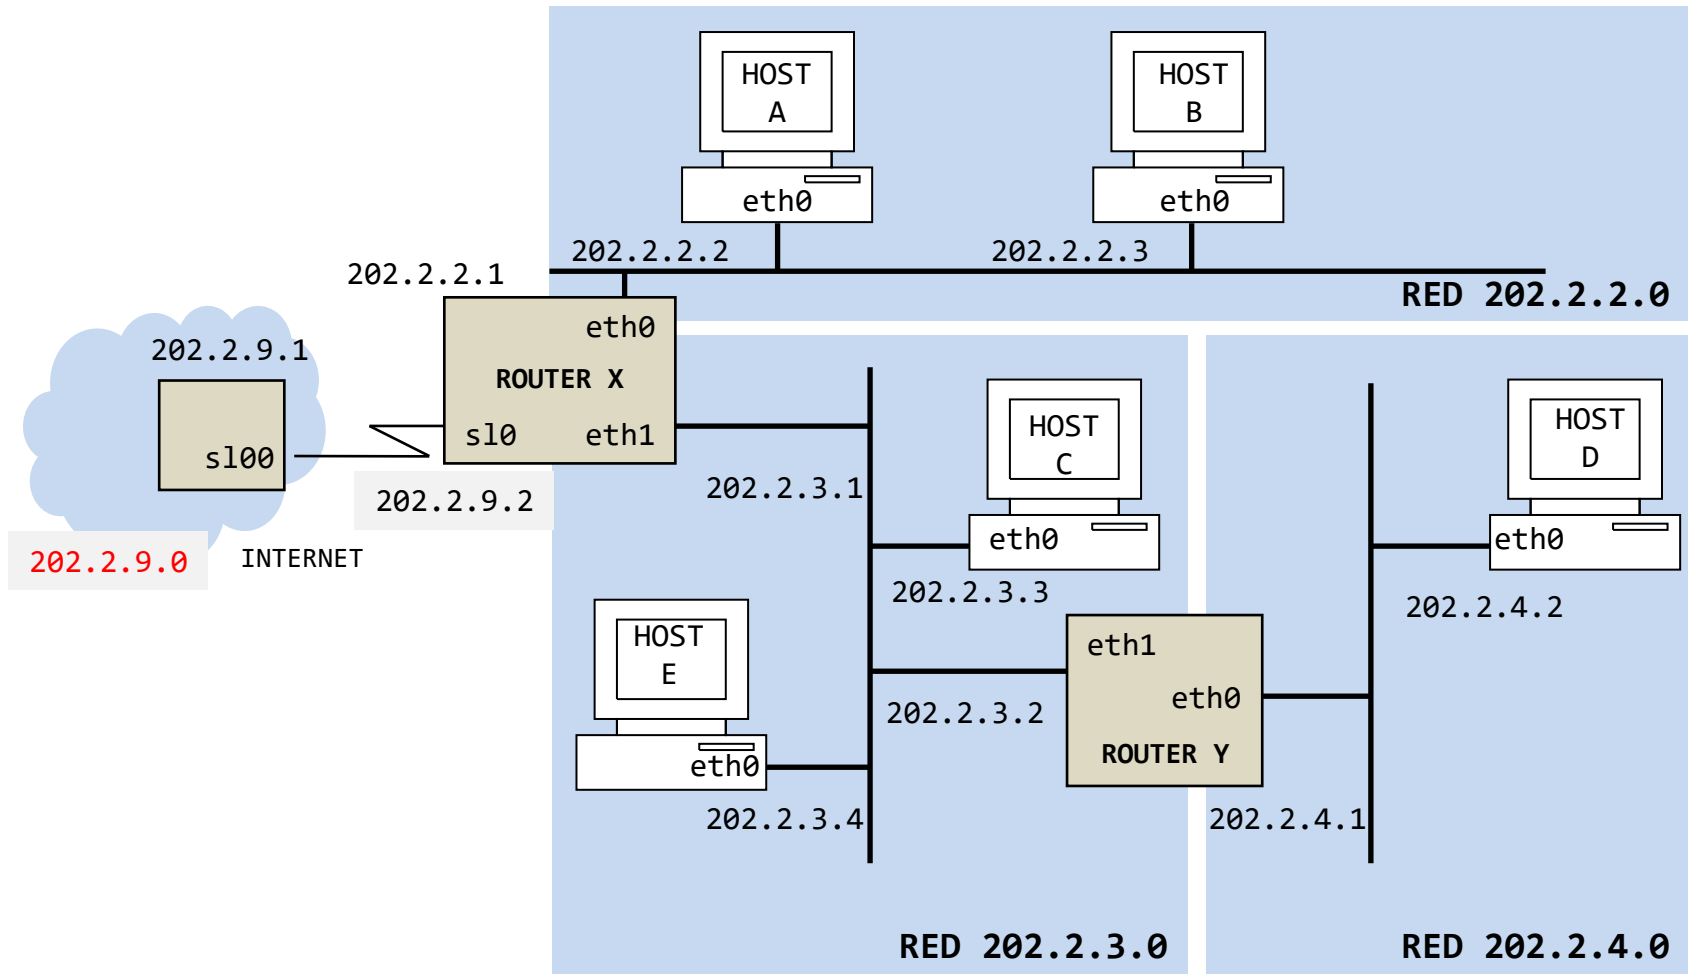 HOST
A
eth0
HOST
B
eth0
202.2.2.2
202.2.2.3
202.2.2.1
RED 202.2.2.0
eth0
ROUTER X
sl0
eth1
202.2.9.1
sl00
202.2.9.2
202.2.9.0
INTERNET
202.2.3.1
HOST
C
eth0
202.2.3.3
HOST
D
eth0
202.2.4.2
HOST
E
eth0
202.2.3.4
eth1
eth0
ROUTER Y
202.2.3.2
202.2.4.1
RED 202.2.3.0
RED 202.2.4.0